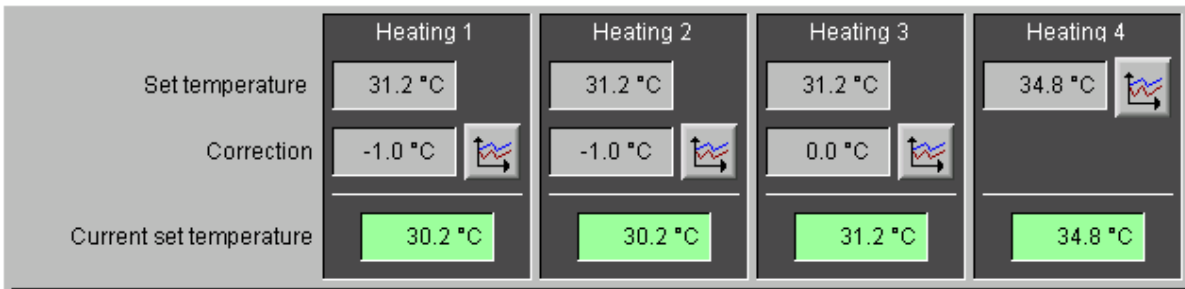 Heating 1 Heating 2 Heating 3 Heating 4
Set temperature 31.2 °C 31.2 °C 31.2 °C 34.8 °C
Correction -1.0 °C -1.0 °C 0.0 °C
Current set temperature 30.2 °C 30.2 °C 31.2 °C 34.8 °C